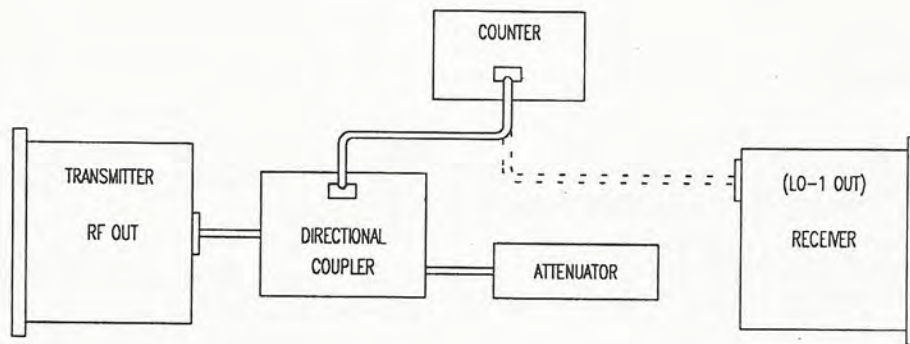 COUNTER
TRANSMITTER
RF OUT
DIRECTIONAL
COUPLER
ATTENUATOR
(LO-1 OUT)
RECEIVER